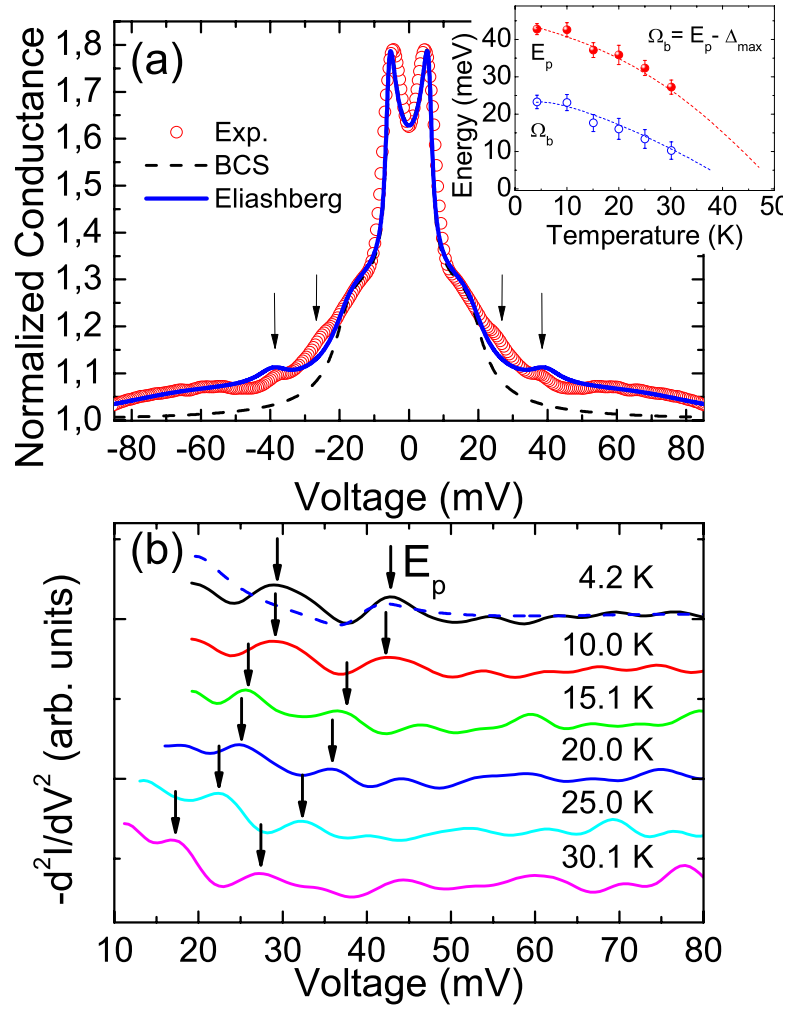 (a)
Exp.
BCS
Eliashberg
Normalized Conductance
1,8
1,7
1,6
1,5
1,4
1,3
1,2
1,1
1,0
-80 -60 -40 -20 0 20 40 60 80
Voltage (mV)
Energy (meV)
40
30
20
10
0
Eₚ
Ω_b
Ω_b = Eₚ - Δ_max
0 10 20 30 40 50
Temperature (K)
(b)
Eₚ
4.2 K
10.0 K
15.1 K
20.0 K
25.0 K
30.1 K
-d²I/dV² (arb. units)
10 20 30 40 50 60 70 80
Voltage (mV)